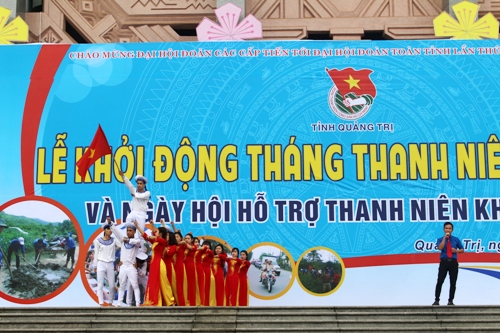 CHÀO MỪNG ĐẠI HỘI ĐOÀN CÁC CẤP TIẾN TỚI ĐẠI HỘI ĐOÀN TOÀN TỈNH LẦN THỨ
TỈNH QUẢNG TRỊ
LỄ KHỞI ĐỘNG THÁNG THANH NIÊ
VÀ NGÀY HỘI HỖ TRỢ THANH NIÊN KH
Quảng Trị, ng